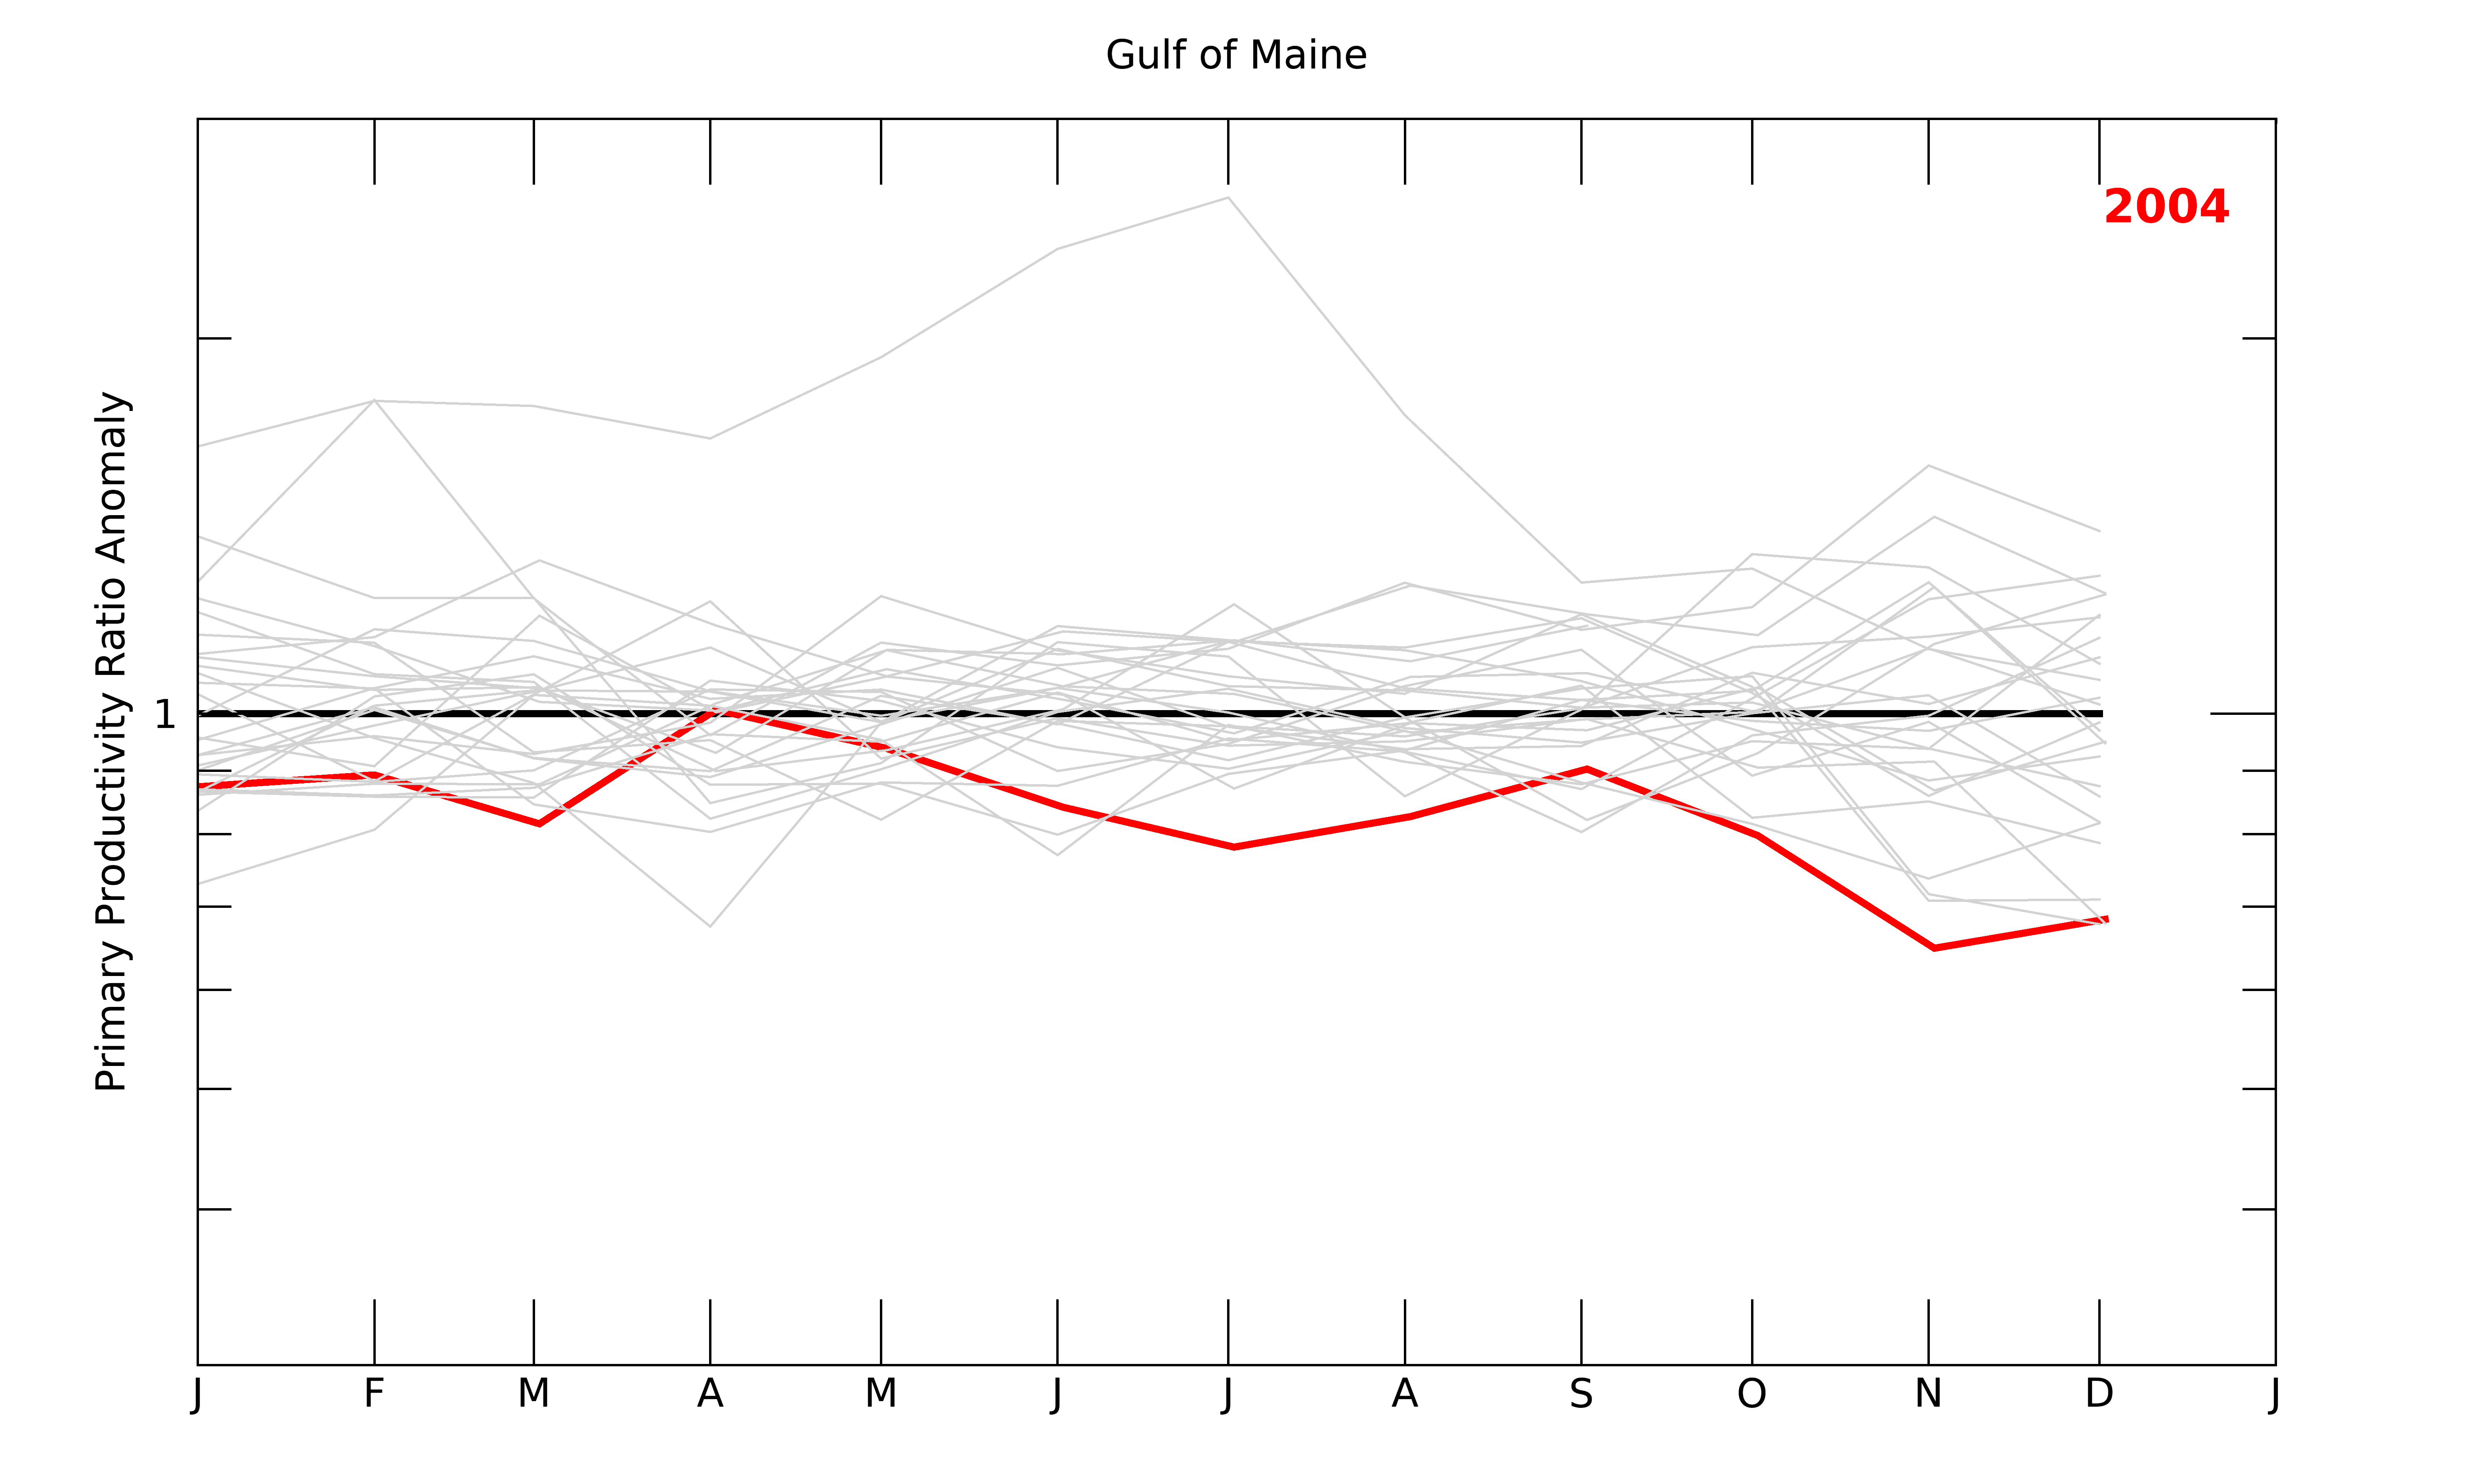 Gulf of Maine
2004
Primary Productivity Ratio Anomaly
1
J F M A M J J A S O N D J